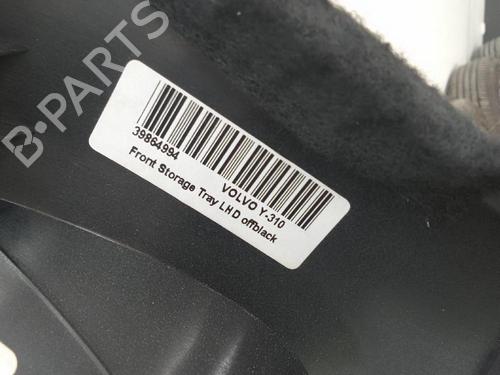 B-PARTS
39864994
VOLVO Y-310
Front Storage Tray LHD offblack